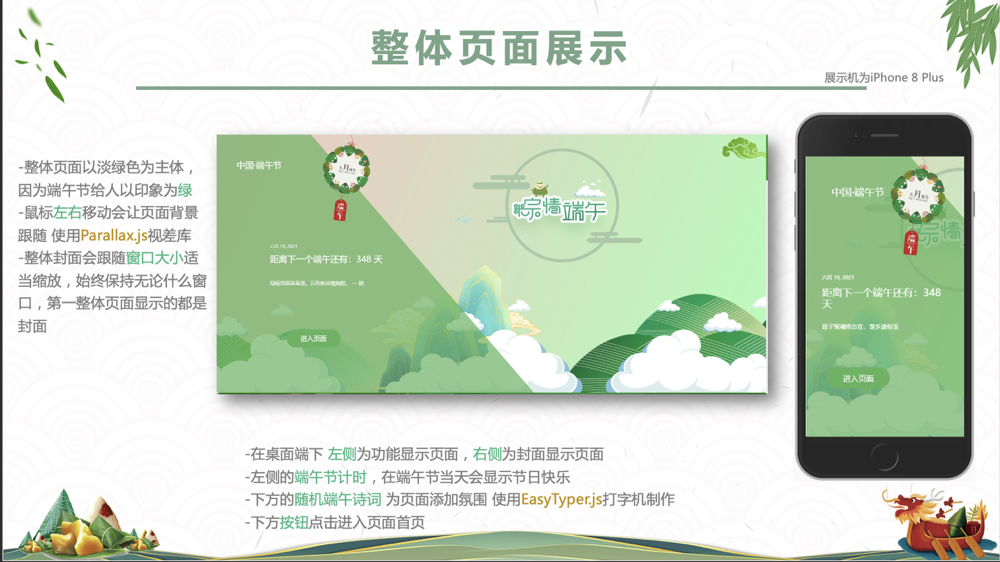 整体页面展示
展示机为iPhone 8 Plus
-整体页面以淡绿色为主体，
因为端午节给人以印象为绿
-鼠标左右移动会让页面背景
跟随 使用Parallax.js视差库
-整体封面会跟随窗口大小适
当缩放，始终保持无论什么窗
口，第一整体页面显示的都是
封面
中国·端午节
月
端午
粽情端午
六月 19, 2021
距离下一个端午还有：348 天
进入页面
中国·端午节
月
端午
六月 19, 2021
距离下一个端午还有：348
天
进入页面
-在桌面端下 左侧为功能显示页面，右侧为封面显示页面
-左侧的端午节计时，在端午节当天会显示节日快乐
-下方的随机端午诗词 为页面添加氛围 使用EasyTyper.js打字机制作
-下方按钮点击进入页面首页